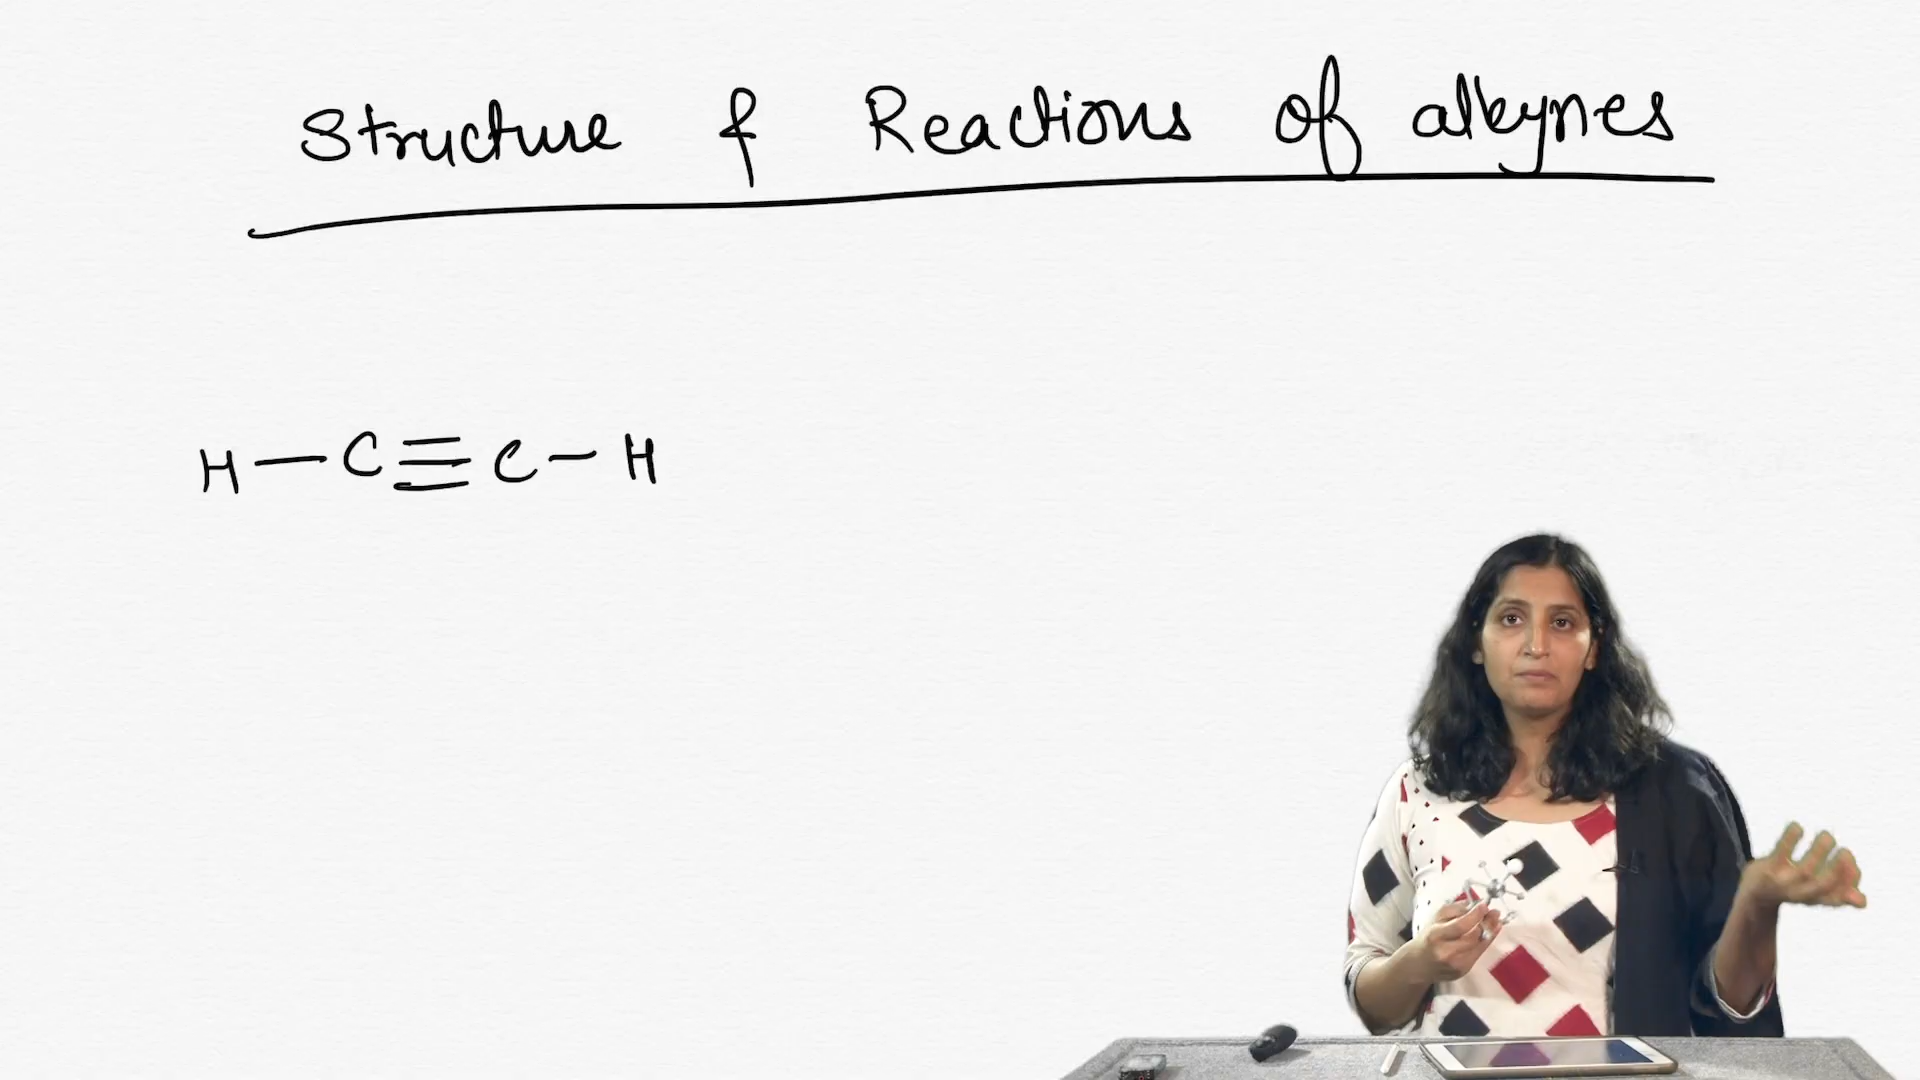 Structure & Reactions of alkynes
H — C ≡ C — H